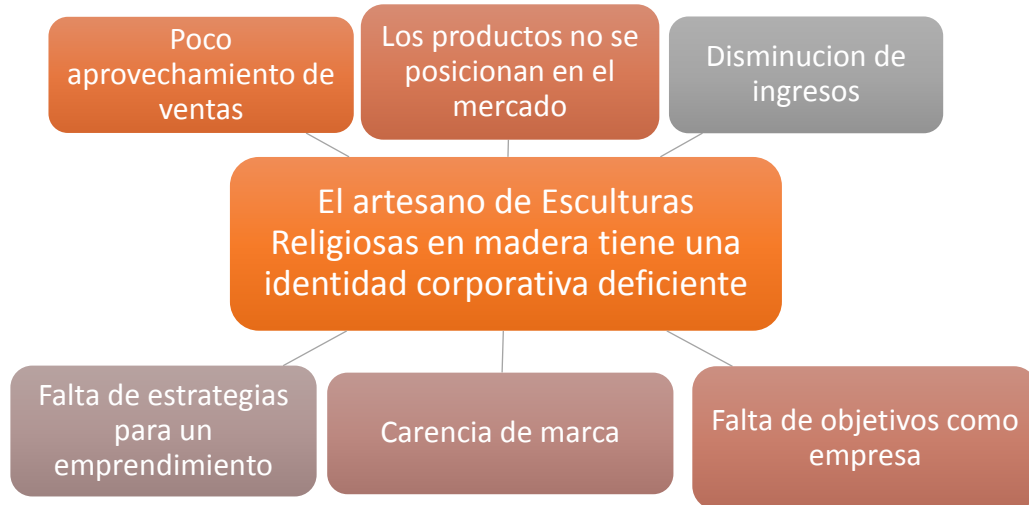 Poco
aprovechamiento de
ventas
Los productos no se
posicionan en el
mercado
Disminucion de
ingresos
El artesano de Esculturas
Religiosas en madera tiene una
identidad corporativa deficiente
Falta de estrategias
para un
emprendimiento
Carencia de marca
Falta de objetivos como
empresa